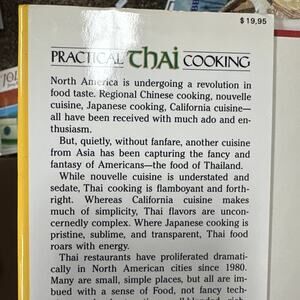 $19.95
PRACTICAL Thai COOKING
North America is undergoing a revolution in
food taste. Regional Chinese cooking, nouvelle
cuisine, Japanese cooking, California cuisine—
all have been received with much ado and en-
thusiasm.
But, quietly, without fanfare, another cuisine
from Asia has been capturing the fancy and
fantasy of Americans—the food of Thailand.
While nouvelle cuisine is understated and
sedate, Thai cooking is flamboyant and forth-
right. Whereas California cuisine makes
much of simplicity, Thai flavors are uncon-
cernedly complex. Where Japanese cooking is
pristine, sublime, and transparent, Thai food
roars with energy.
Thai restaurants have proliferated dramati-
cally in North American cities since 1980.
Many are small, simple places, but all are im-
bued with a sense of Food, not fancy tech-